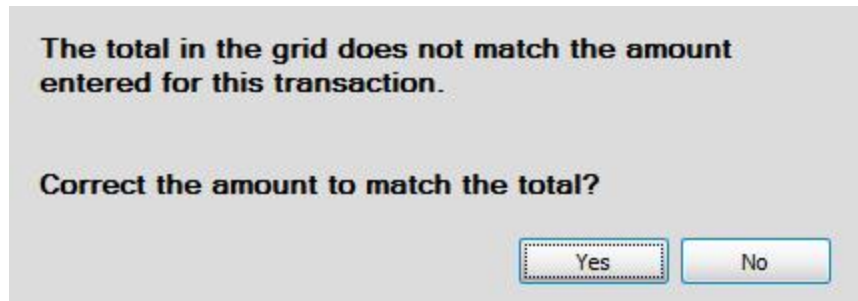 The total in the grid does not match the amount
entered for this transaction.
Correct the amount to match the total?
Yes No